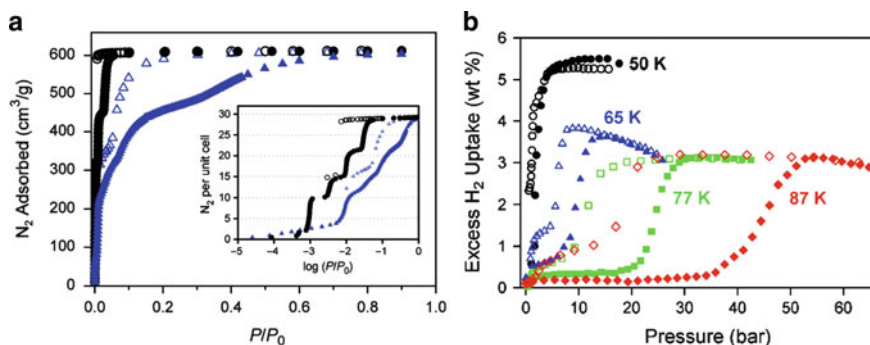 a
N₂ Adsorbed (cm³/g)
600
500
400
300
200
100
0
0.0 0.2 0.4 0.6 0.8 1.0
P/P₀
N₂ per unit cell
30
25
20
15
10
5
0
−5 −4 −3 −2 −1 0
log (P/P₀)
b
Excess H₂ Uptake (wt %)
6
5
4
3
2
1
0
0 10 20 30 40 50 60
Pressure (bar)
50 K
65 K
77 K
87 K